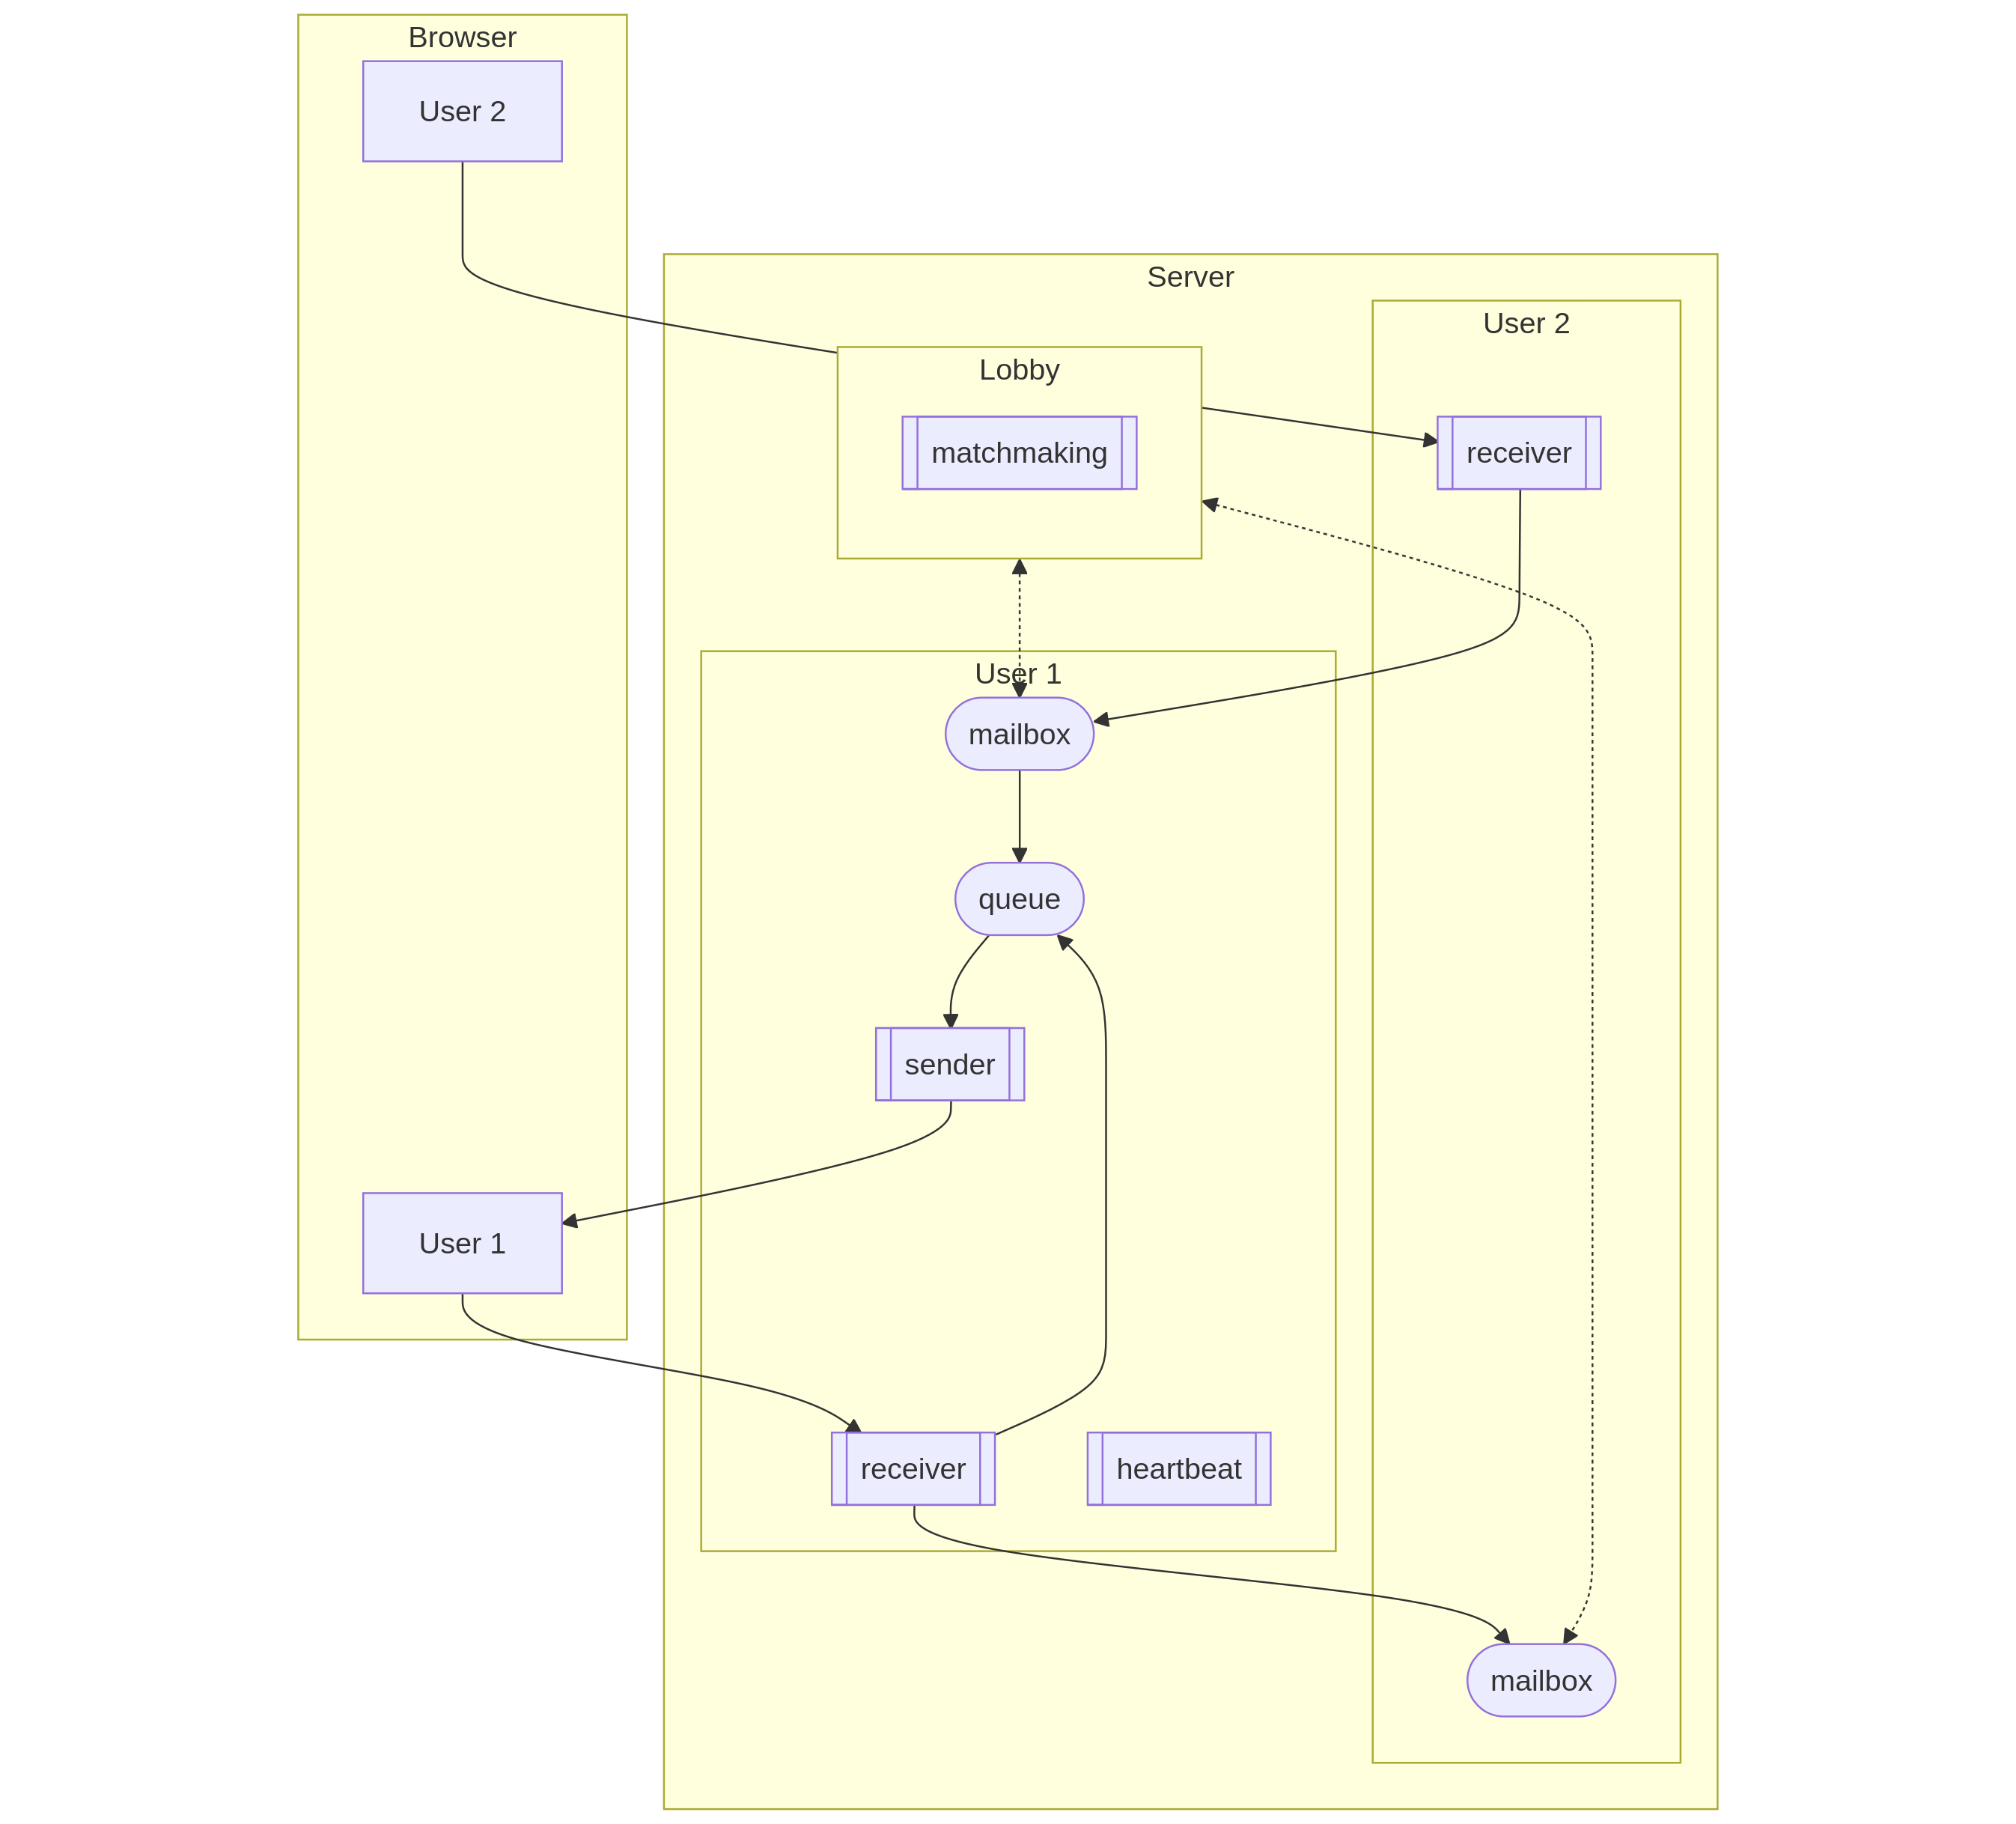 Browser
User 2
Server
User 2
Lobby
matchmaking
receiver
User 1
mailbox
queue
sender
User 1
receiver
heartbeat
mailbox